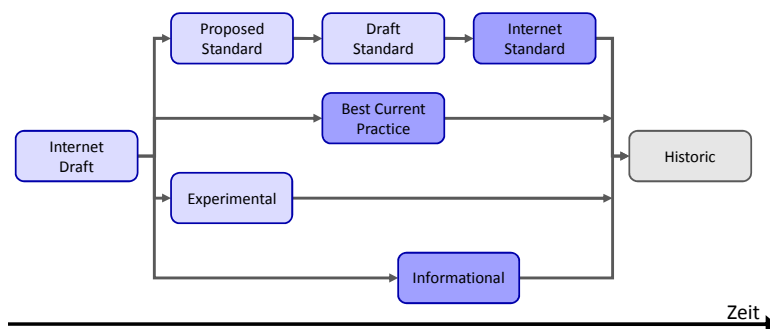 Proposed
Standard
Draft
Standard
Internet
Standard
Best Current
Practice
Internet
Draft
Historic
Experimental
Informational
Zeit